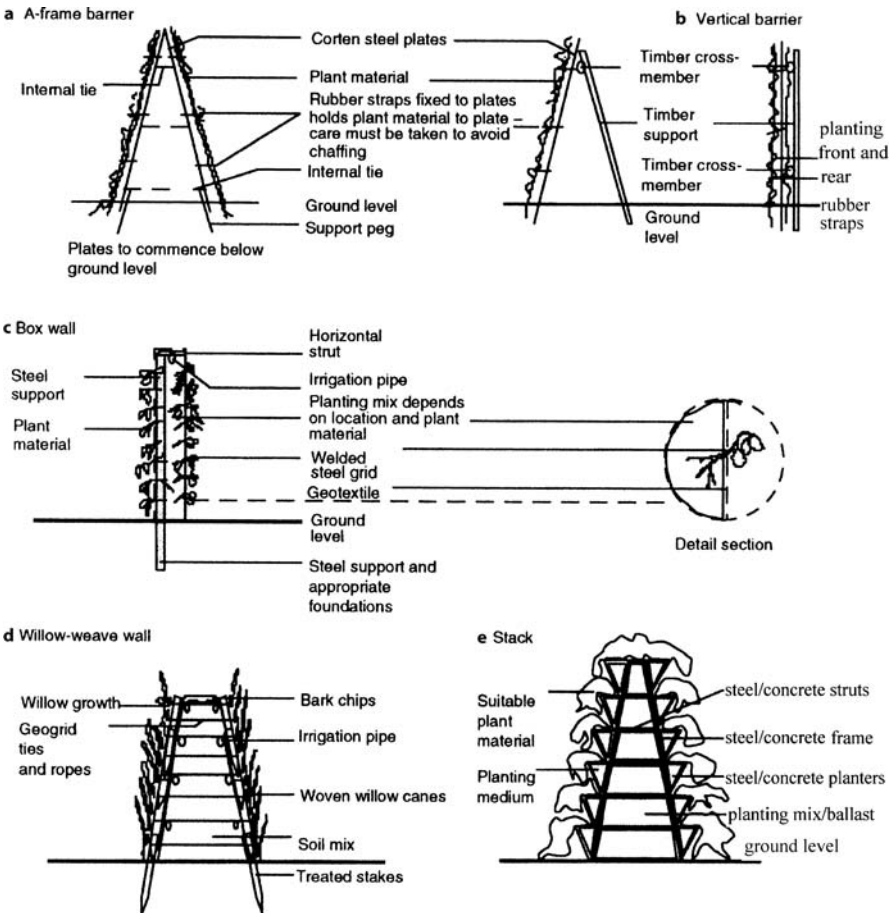 a A-frame barner
Corten steel plates
Plant material
Internal tie
Rubber straps fixed to plates
holds plant material to plate –
care must be taken to avoid
chaffing
Internal tie
Ground level
Support peg
Plates to commence below
ground level
b Vertical barrier
Timber cross-
member
Timber
support
Timber cross-
member
Ground
level
planting
front and
rear
rubber
straps
c Box wall
Steel
support
Plant
material
Horizontal
strut
Irrigation pipe
Planting mix depends
on location and plant
material
Welded
steel grid
Geotextile
Ground
level
Steel support and
appropriate
foundations
Detail section
d Willow-weave wall
Willow growth
Geogrid
ties
and ropes
Bark chips
Irrigation pipe
Woven willow canes
Soil mix
Treated stakes
e Stack
Suitable
plant
material
Planting
medium
steel/concrete struts
steel/concrete frame
steel/concrete planters
planting mix/ballast
ground level